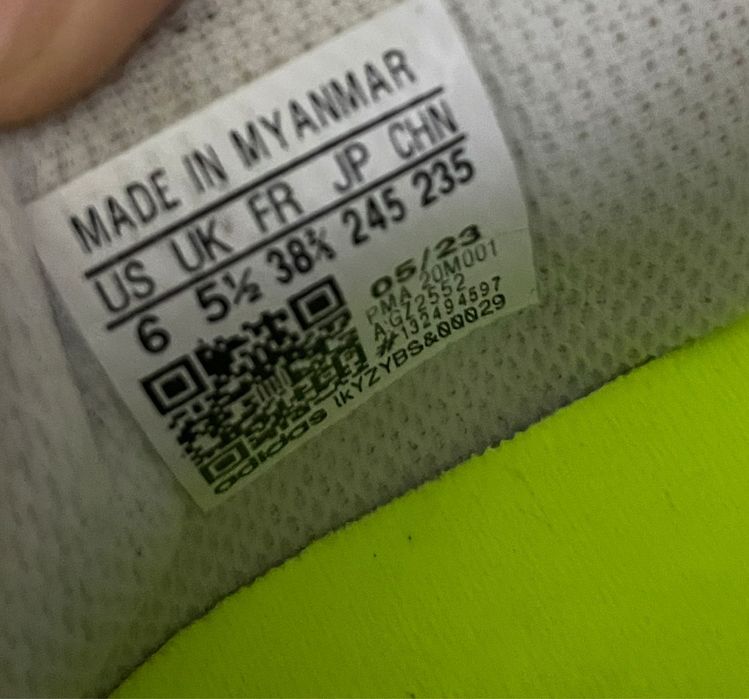 MADE IN MYANMAR
US UK FR JP CHN
6 5½ 38⅔ 245 235
05/23
PMA 20M001
AGZ2552
#132494597
adidas IKYZYBS&00029